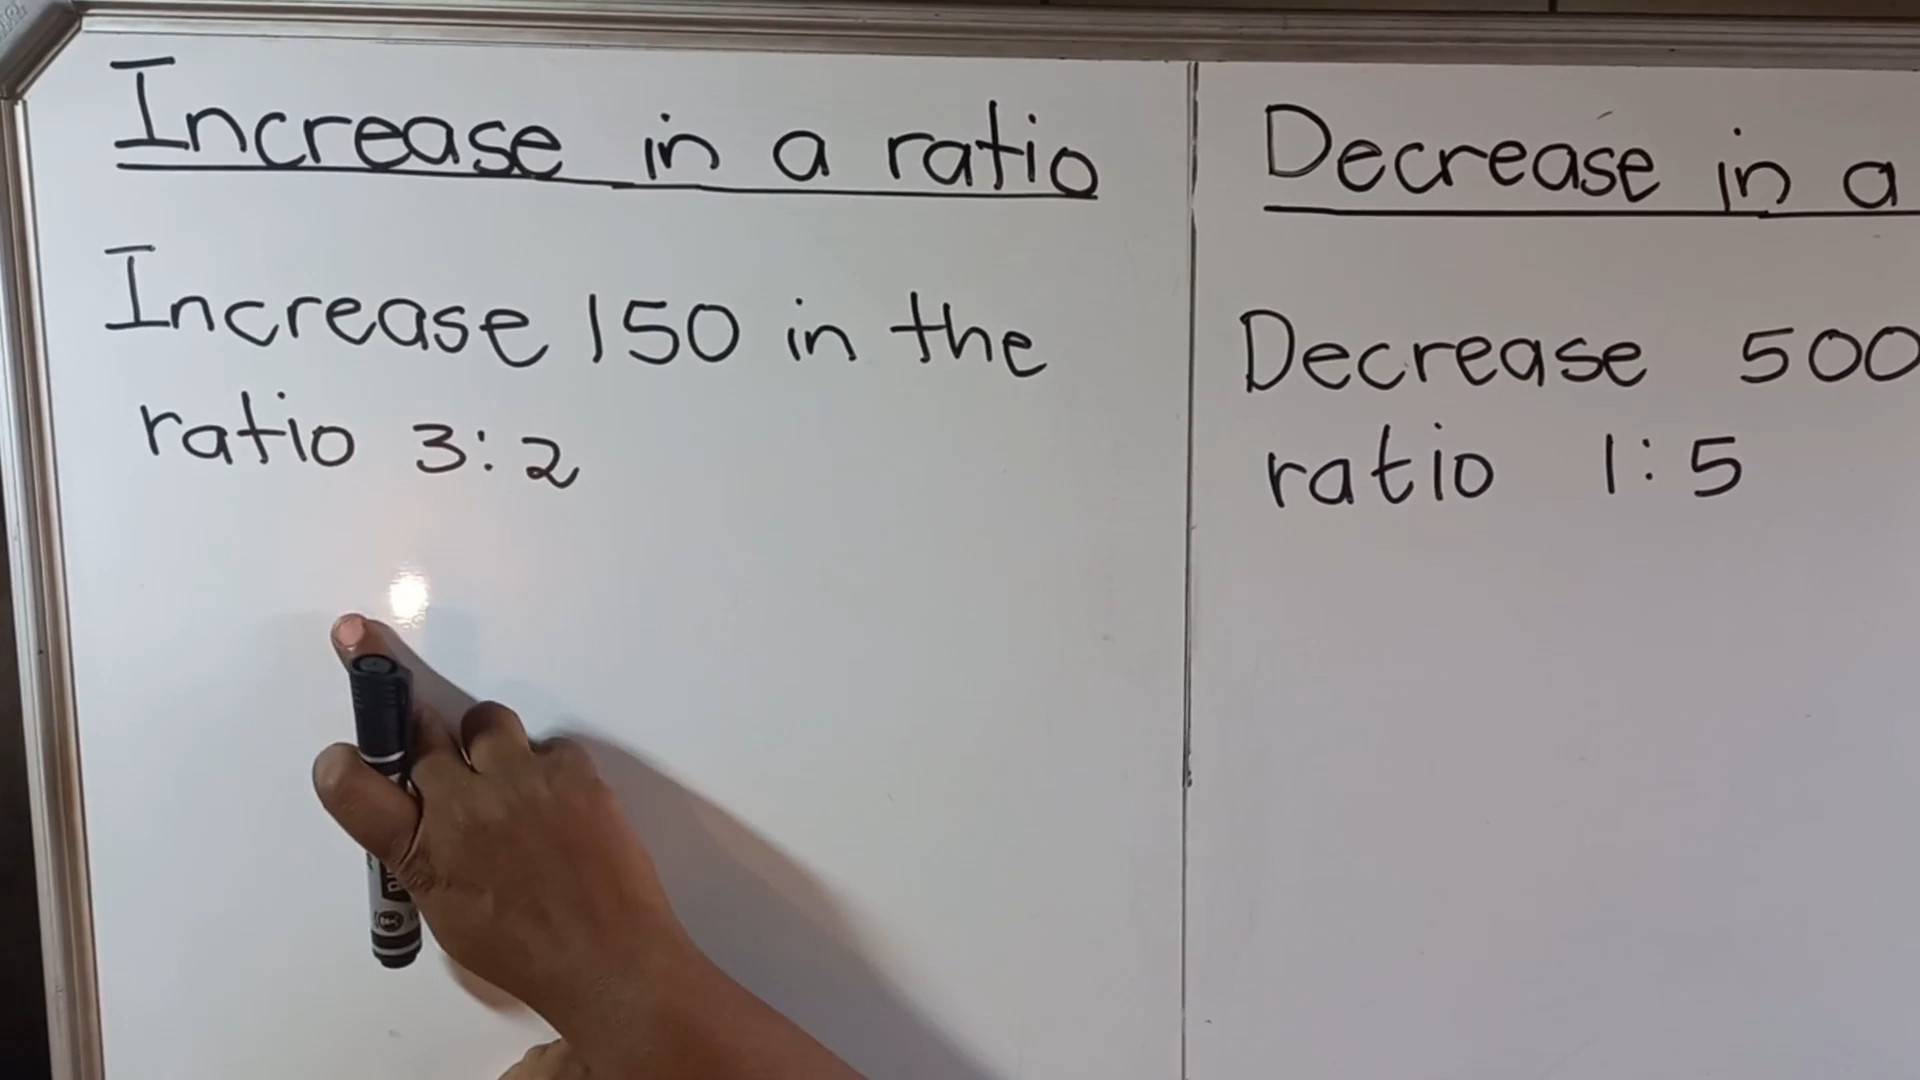 Increase in a ratio
Increase 150 in the
ratio 3:2
Decrease in a
Decrease 500
ratio 1:5